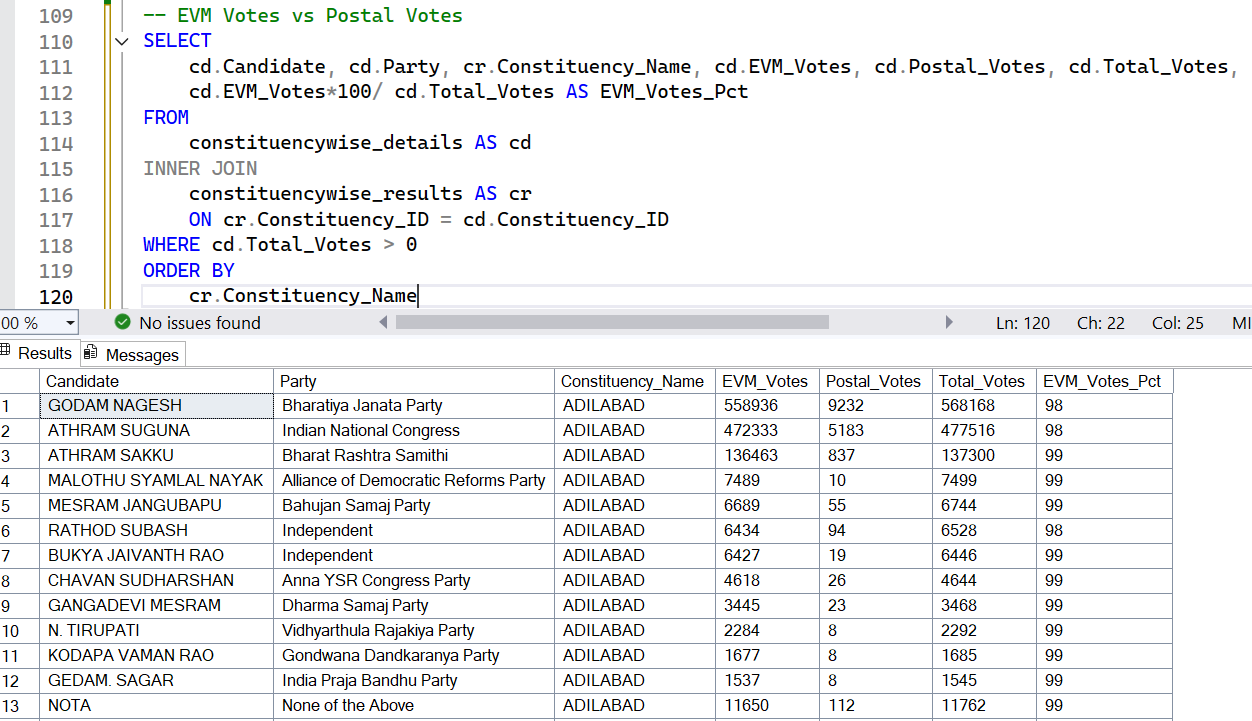 109 -- EVM Votes vs Postal Votes
110 SELECT
111 cd.Candidate, cd.Party, cr.Constituency_Name, cd.EVM_Votes, cd.Postal_Votes, cd.Total_Votes,
112 cd.EVM_Votes*100/ cd.Total_Votes AS EVM_Votes_Pct
113 FROM
114 constituencywise_details AS cd
115 INNER JOIN
116 constituencywise_results AS cr
117 ON cr.Constituency_ID = cd.Constituency_ID
118 WHERE cd.Total_Votes > 0
119 ORDER BY
120 cr.Constituency_Name
00 % No issues found Ln: 120 Ch: 22 Col: 25 MI
Results Messages
Candidate Party Constituency_Name EVM_Votes Postal_Votes Total_Votes EVM_Votes_Pct
1 GODAM NAGESH Bharatiya Janata Party ADILABAD 558936 9232 568168 98
2 ATHRAM SUGUNA Indian National Congress ADILABAD 472333 5183 477516 98
3 ATHRAM SAKKU Bharat Rashtra Samithi ADILABAD 136463 837 137300 99
4 MALOTHU SYAMLAL NAYAK Alliance of Democratic Reforms Party ADILABAD 7489 10 7499 99
5 MESRAM JANGUBAPU Bahujan Samaj Party ADILABAD 6689 55 6744 99
6 RATHOD SUBASH Independent ADILABAD 6434 94 6528 98
7 BUKYA JAIVANTH RAO Independent ADILABAD 6427 19 6446 99
8 CHAVAN SUDHARSHAN Anna YSR Congress Party ADILABAD 4618 26 4644 99
9 GANGADEVI MESRAM Dharma Samaj Party ADILABAD 3445 23 3468 99
10 N. TIRUPATI Vidhyarthula Rajakiya Party ADILABAD 2284 8 2292 99
11 KODAPA VAMAN RAO Gondwana Dandkaranya Party ADILABAD 1677 8 1685 99
12 GEDAM. SAGAR India Praja Bandhu Party ADILABAD 1537 8 1545 99
13 NOTA None of the Above ADILABAD 11650 112 11762 99